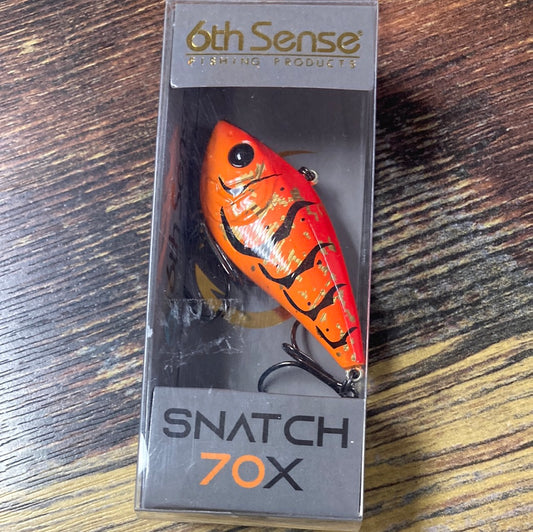 6th Sense®
FISHING PRODUCTS
SNATCH
70X